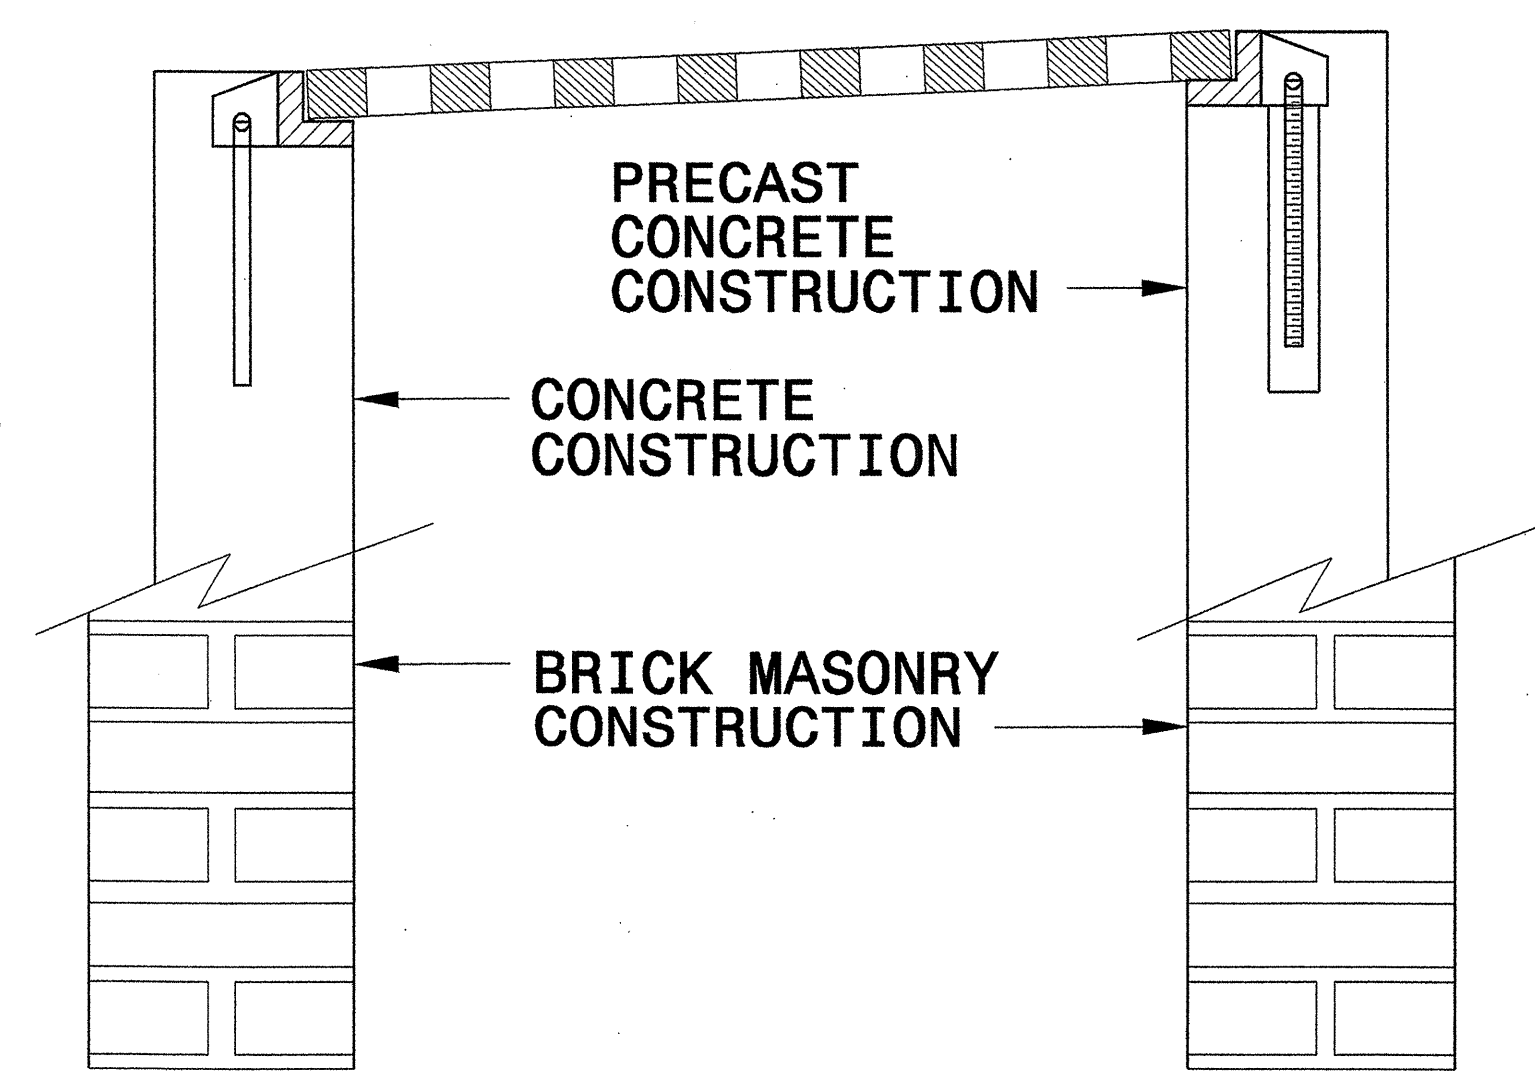 PRECAST
CONCRETE
CONSTRUCTION
CONCRETE
CONSTRUCTION
BRICK MASONRY
CONSTRUCTION